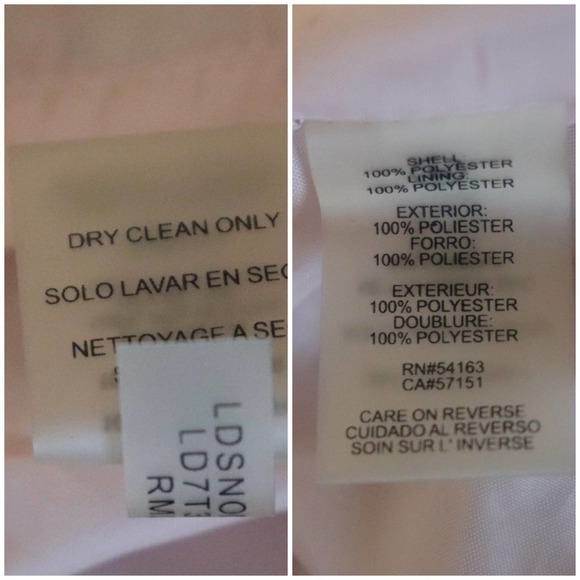 DRY CLEAN ONLY
SOLO LAVAR EN SEC
NETTOYAGE A SE
LDSNO
LD7T
RM
SHELL:
100% POLYESTER
LINING:
100% POLYESTER
EXTERIOR:
100% POLIESTER
FORRO:
100% POLIESTER
EXTERIEUR:
100% POLYESTER
DOUBLURE:
100% POLYESTER
RN#54163
CA#57151
CARE ON REVERSE
CUIDADO AL REVERSO
SOIN SUR L' INVERSE